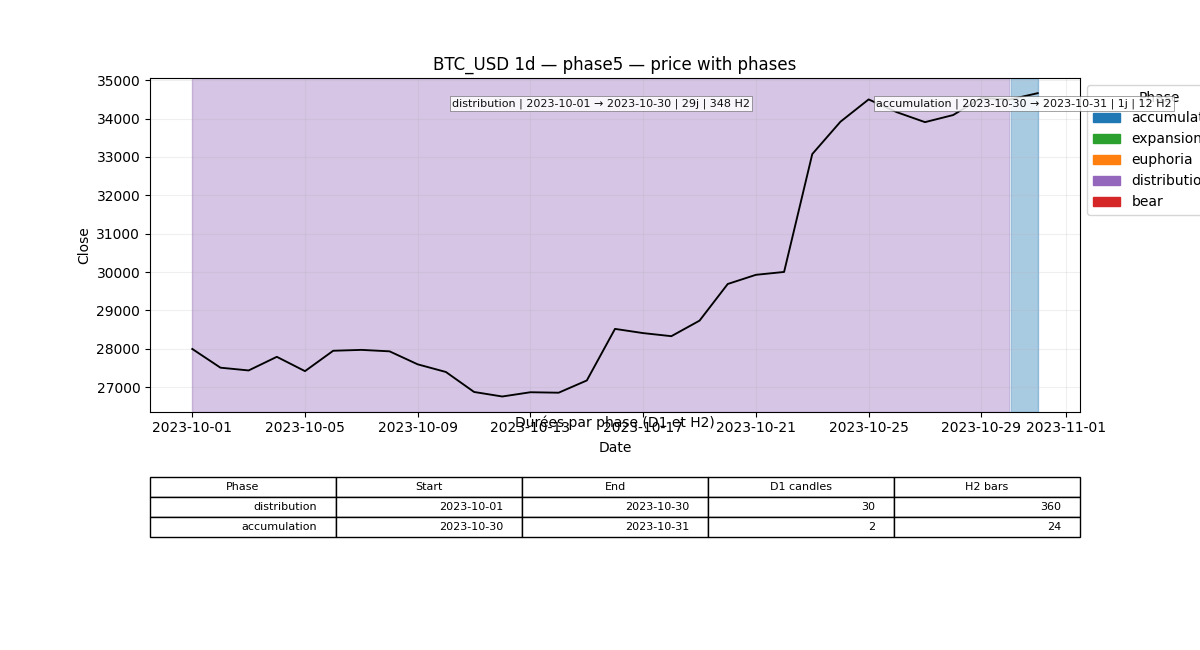 BTC_USD 1d — phase5 — price with phases
35000
34000
33000
32000
31000
30000
29000
28000
27000
Close
distribution | 2023-10-01 → 2023-10-30 | 29j | 348 H2
accumulation | 2023-10-30 → 2023-10-31 | 1j | 12 H2
Phase
accumulat
expansion
euphoria
distributio
bear
Durées par phase (D1 et H2)
2023-10-01 2023-10-05 2023-10-09 2023-10-13 2023-10-17 2023-10-21 2023-10-25 2023-10-29 2023-11-01
Date
Phase Start End D1 candles H2 bars
distribution 2023-10-01 2023-10-30 30 360
accumulation 2023-10-30 2023-10-31 2 24